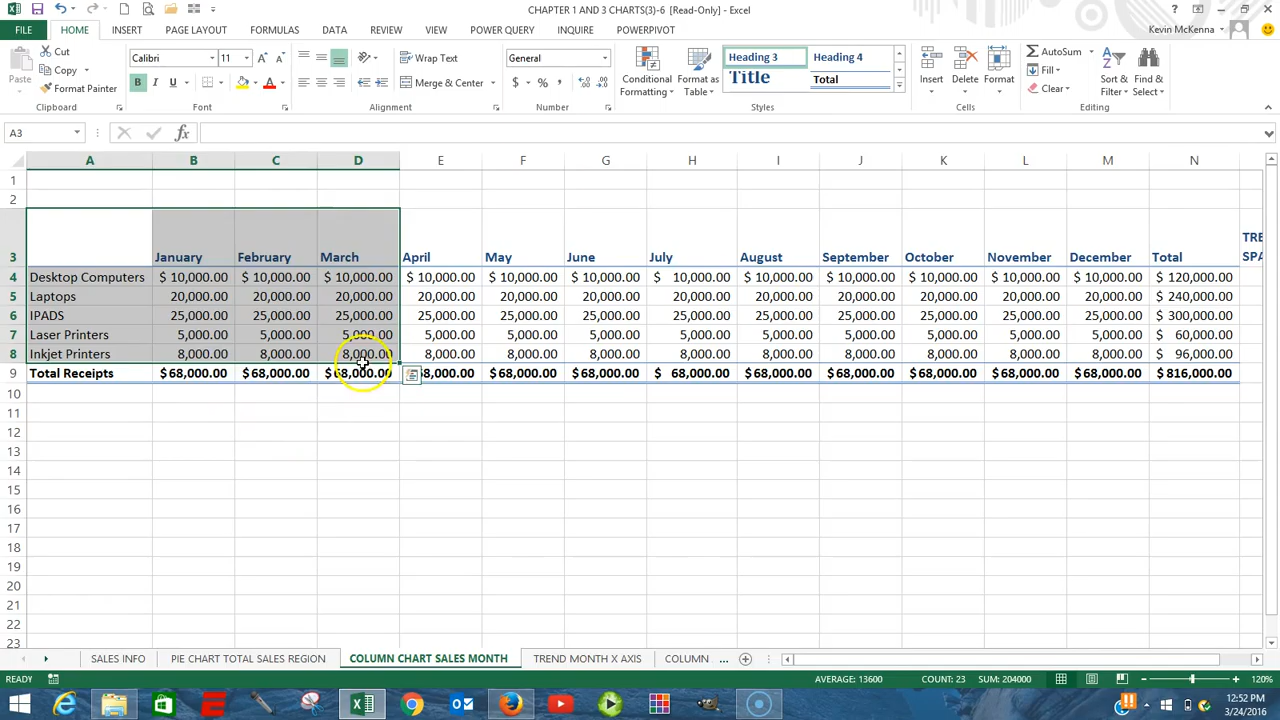 CHAPTER 1 AND 3 CHARTS(3)-6 [Read-Only] - Excel
FILE HOME INSERT PAGE LAYOUT FORMULAS DATA REVIEW VIEW POWER QUERY INQUIRE POWERPIVOT Kevin McKenna
Paste Cut Copy Format Painter Clipboard
Calibri 11 B I U A A Font
Wrap Text Merge & Center Alignment
General $ % , Number
Conditional Formatting Format as Table
Heading 3 Heading 4 Title Total Styles
Insert Delete Format Cells
AutoSum Fill Clear Sort & Filter Find & Select Editing
A3 fx
A B C D E F G H I J K L M N
1
2
TRE
3 January February March April May June July August September October November December Total SPA
4 Desktop Computers $ 10,000.00 $ 10,000.00 $ 10,000.00 $ 10,000.00 $ 10,000.00 $ 10,000.00 $ 10,000.00 $ 10,000.00 $ 10,000.00 $ 10,000.00 $ 10,000.00 $ 10,000.00 $ 120,000.00
5 Laptops 20,000.00 20,000.00 20,000.00 20,000.00 20,000.00 20,000.00 20,000.00 20,000.00 20,000.00 20,000.00 20,000.00 20,000.00 $ 240,000.00
6 IPADS 25,000.00 25,000.00 25,000.00 25,000.00 25,000.00 25,000.00 25,000.00 25,000.00 25,000.00 25,000.00 25,000.00 25,000.00 $ 300,000.00
7 Laser Printers 5,000.00 5,000.00 5,000.00 5,000.00 5,000.00 5,000.00 5,000.00 5,000.00 5,000.00 5,000.00 5,000.00 5,000.00 $ 60,000.00
8 Inkjet Printers 8,000.00 8,000.00 8,000.00 8,000.00 8,000.00 8,000.00 8,000.00 8,000.00 8,000.00 8,000.00 8,000.00 8,000.00 $ 96,000.00
9 Total Receipts $ 68,000.00 $ 68,000.00 $ 68,000.00 8,000.00 $ 68,000.00 $ 68,000.00 $ 68,000.00 $ 68,000.00 $ 68,000.00 $ 68,000.00 $ 68,000.00 $ 68,000.00 $ 816,000.00
10
11
12
13
14
15
16
17
18
19
20
21
22
23
SALES INFO PIE CHART TOTAL SALES REGION COLUMN CHART SALES MONTH TREND MONTH X AXIS COLUMN ...
READY AVERAGE: 13600 COUNT: 23 SUM: 204000 120%
12:52 PM
3/24/2016